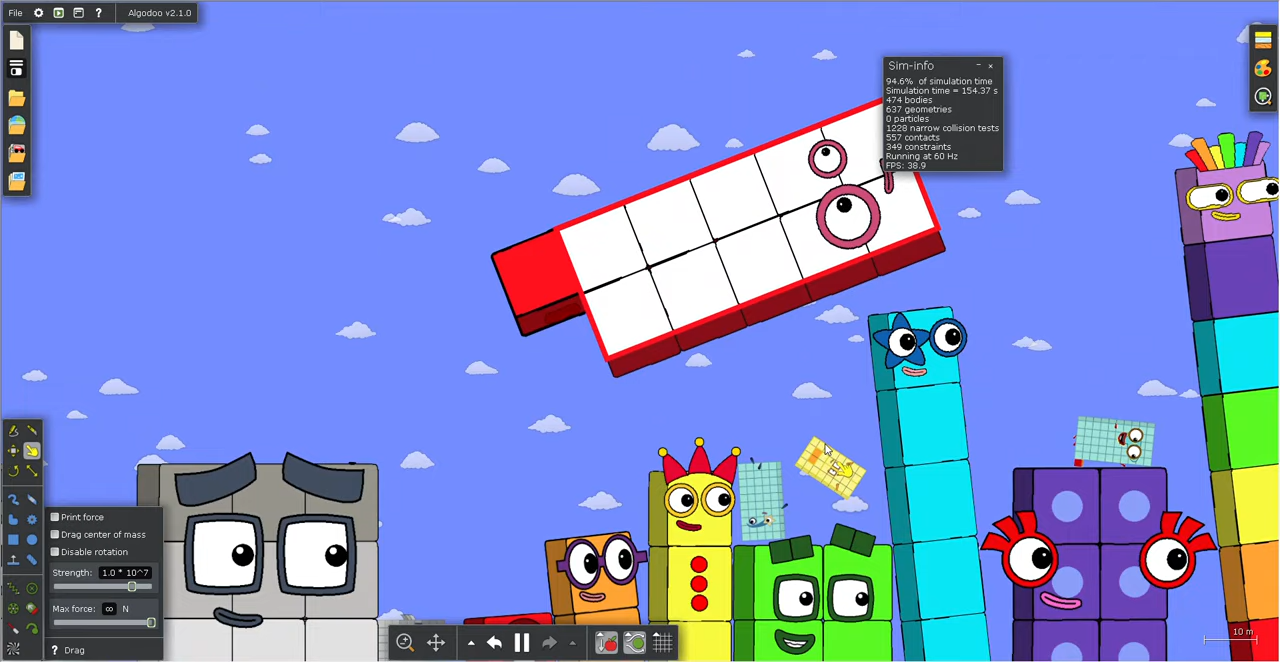 File
?
Algodoo v2.1.0
Sim-info
94.6% of simulation time
Simulation time = 154.37 s
474 bodies
637 geometries
0 particles
1228 narrow collision tests
557 contacts
349 constraints
Running at 60 Hz
FPS: 38.9
Print force
Drag center of mass
Disable rotation
Strength: 1.0 * 10^7
Max force: ∞ N
? Drag
10 m